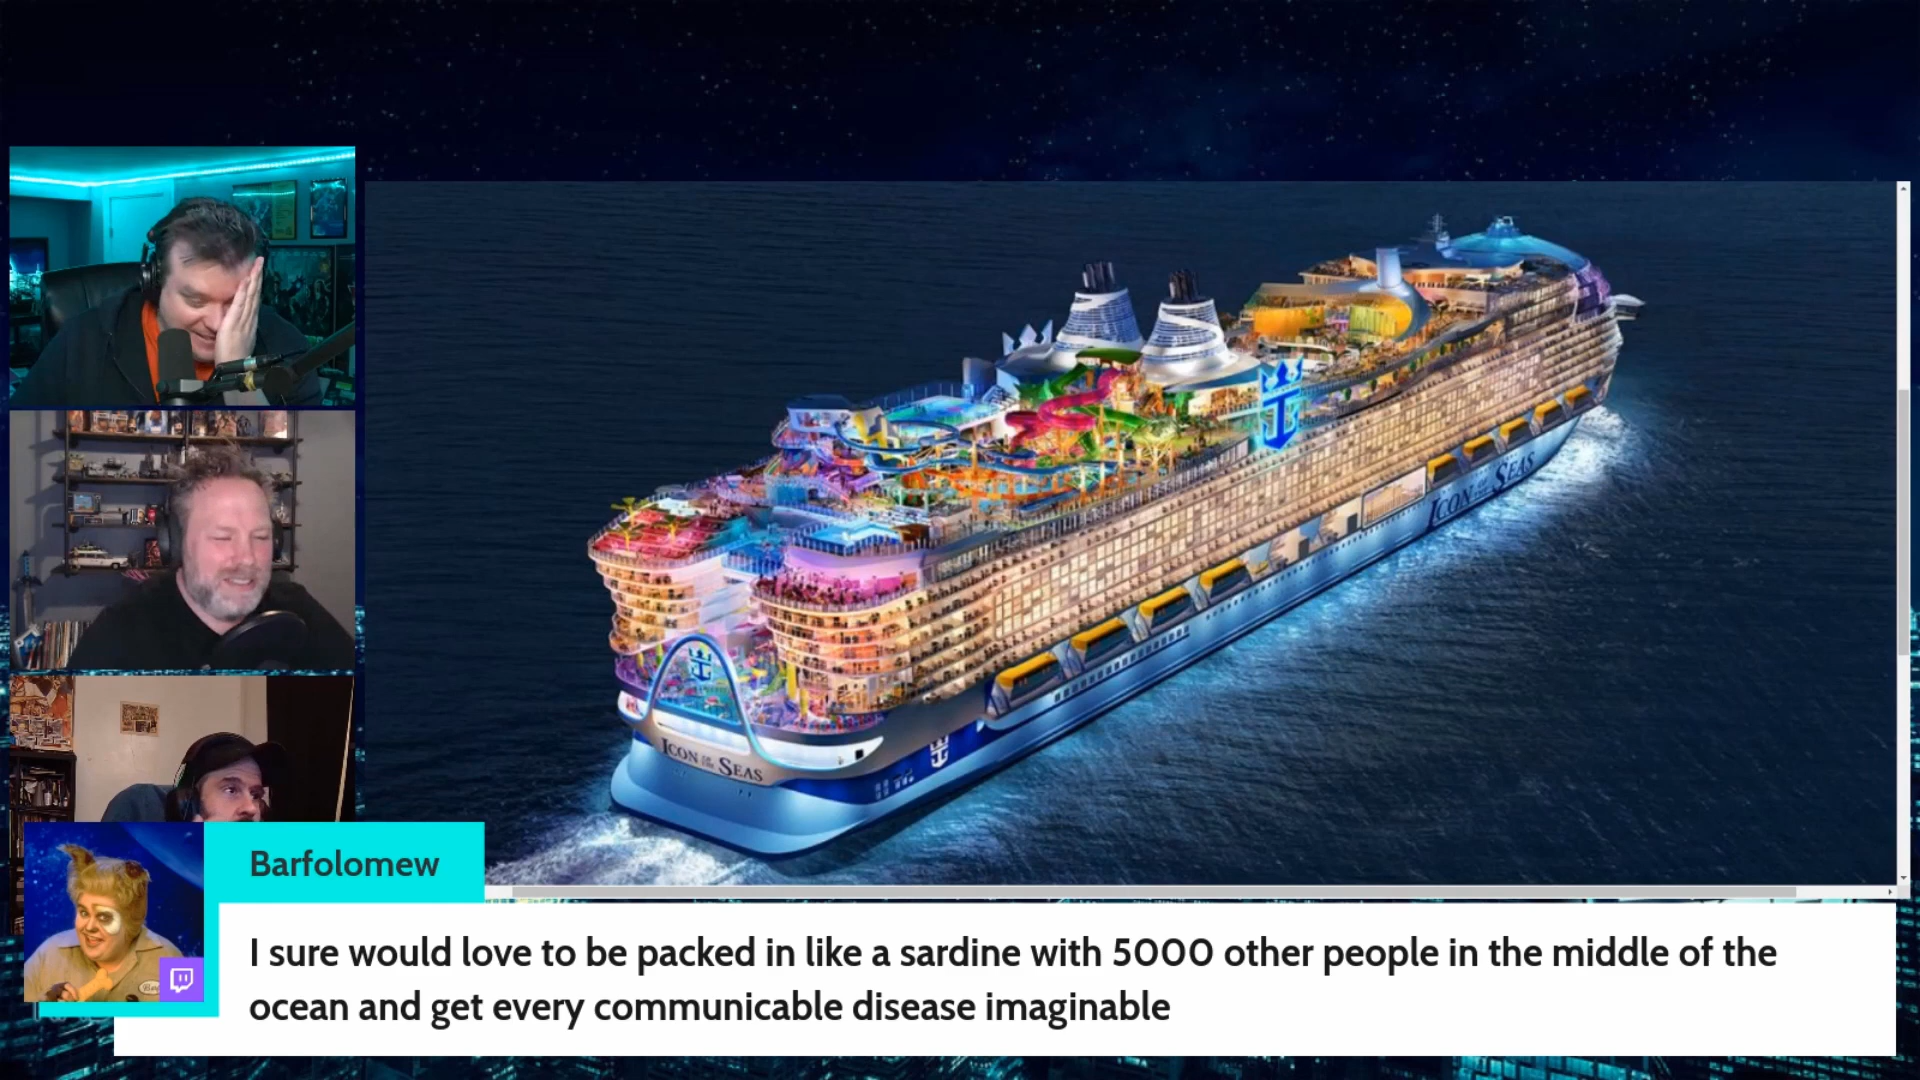 ICON OF THE SEAS
ICON OF THE SEAS
Barfolomew
I sure would love to be packed in like a sardine with 5000 other people in the middle of the
ocean and get every communicable disease imaginable